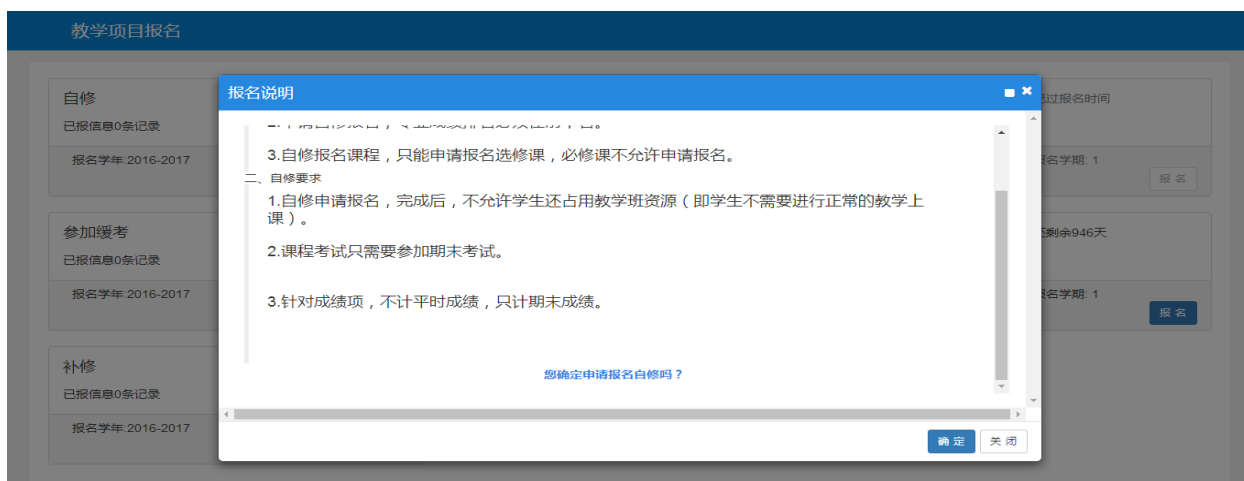 教学项目报名
报名说明
自修
已过报名时间
已报信息0条记录
报名学年:2016-2017
报名学期: 1
报 名
3.自修报名课程，只能申请报名选修课，必修课不允许申请报名。
二、自修要求
1.自修申请报名，完成后，不允许学生还占用教学班资源（即学生不需要进行正常的教学上
课）。
2.课程考试只需要参加期末考试。
3.针对成绩项，不计平时成绩，只计期末成绩。
您确定申请报名自修吗？
参加缓考
还剩余946天
已报信息0条记录
报名学年:2016-2017
报名学期: 1
报 名
补修
已报信息0条记录
报名学年:2016-2017
确 定
关 闭